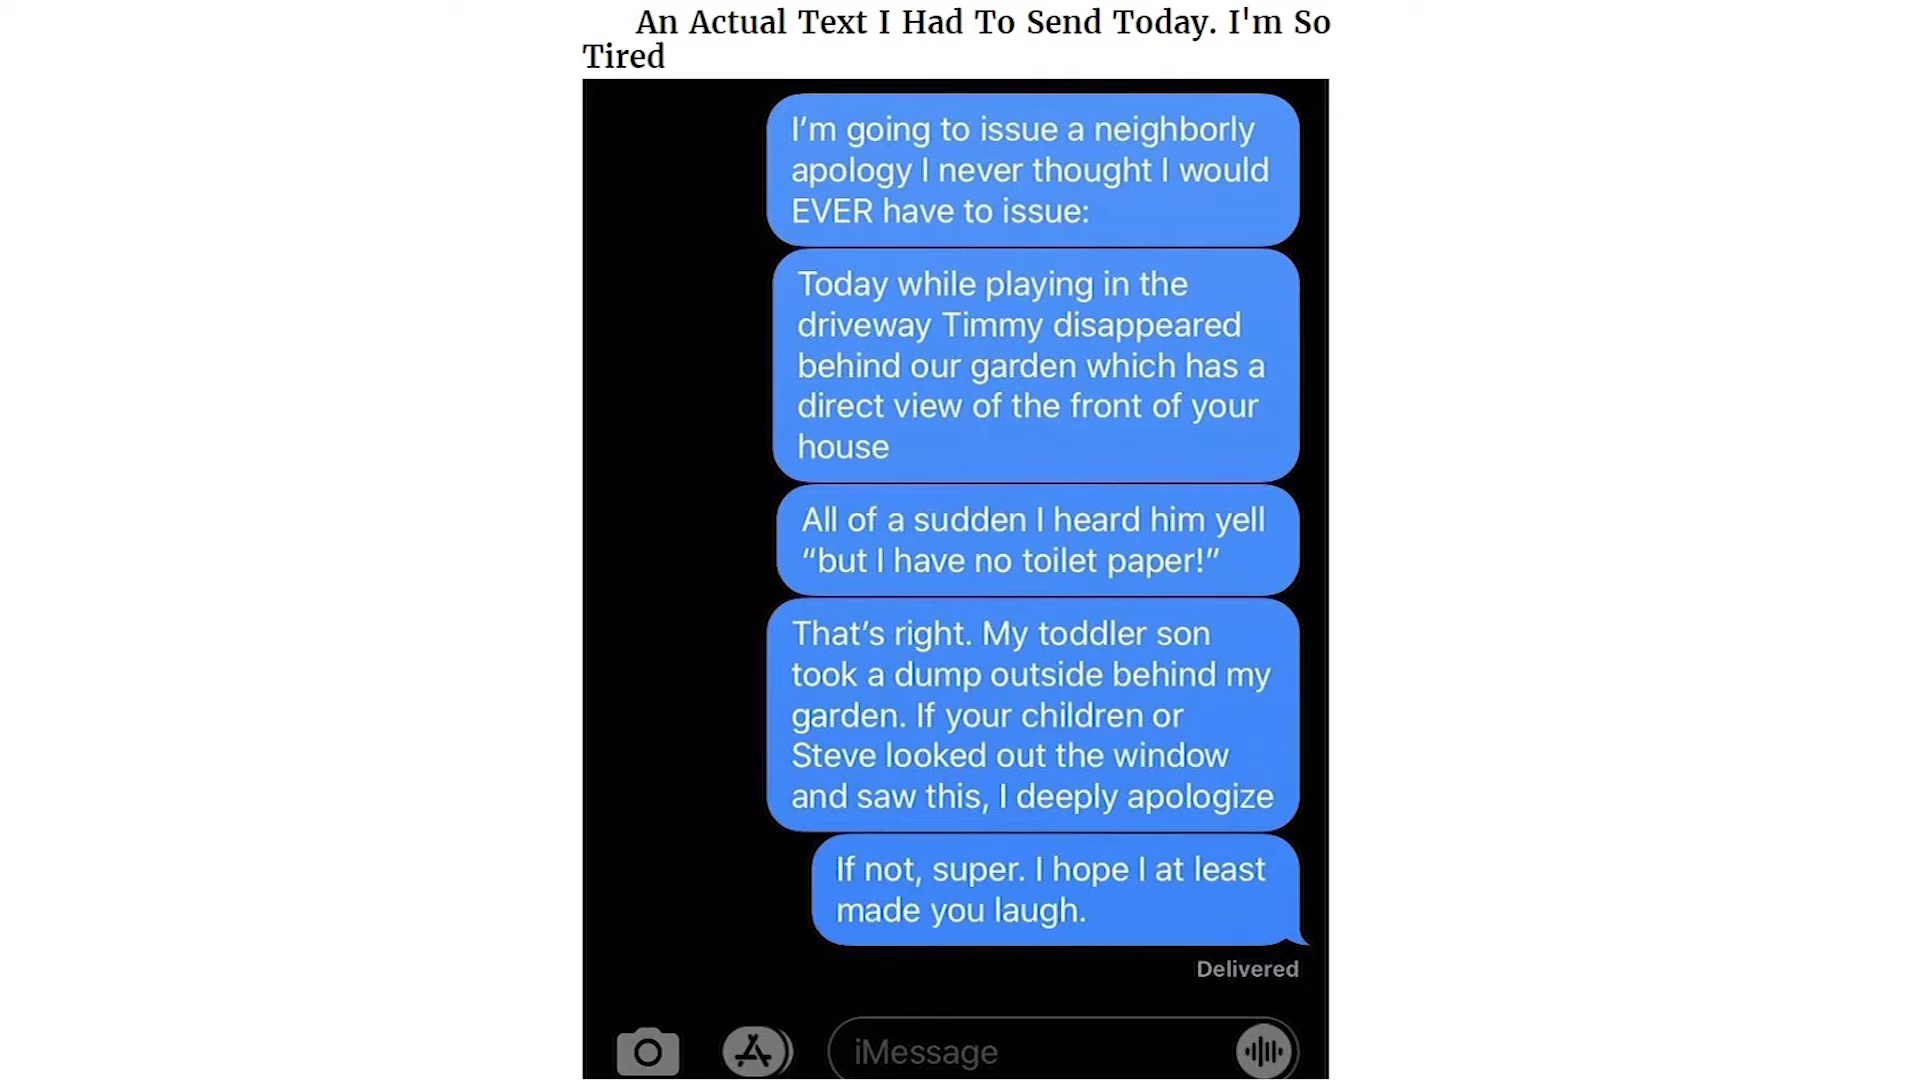 An Actual Text I Had To Send Today. I'm So
Tired
I’m going to issue a neighborly
apology I never thought I would
EVER have to issue:
Today while playing in the
driveway Timmy disappeared
behind our garden which has a
direct view of the front of your
house
All of a sudden I heard him yell
“but I have no toilet paper!”
That’s right. My toddler son
took a dump outside behind my
garden. If your children or
Steve looked out the window
and saw this, I deeply apologize
If not, super. I hope I at least
made you laugh.
Delivered
iMessage